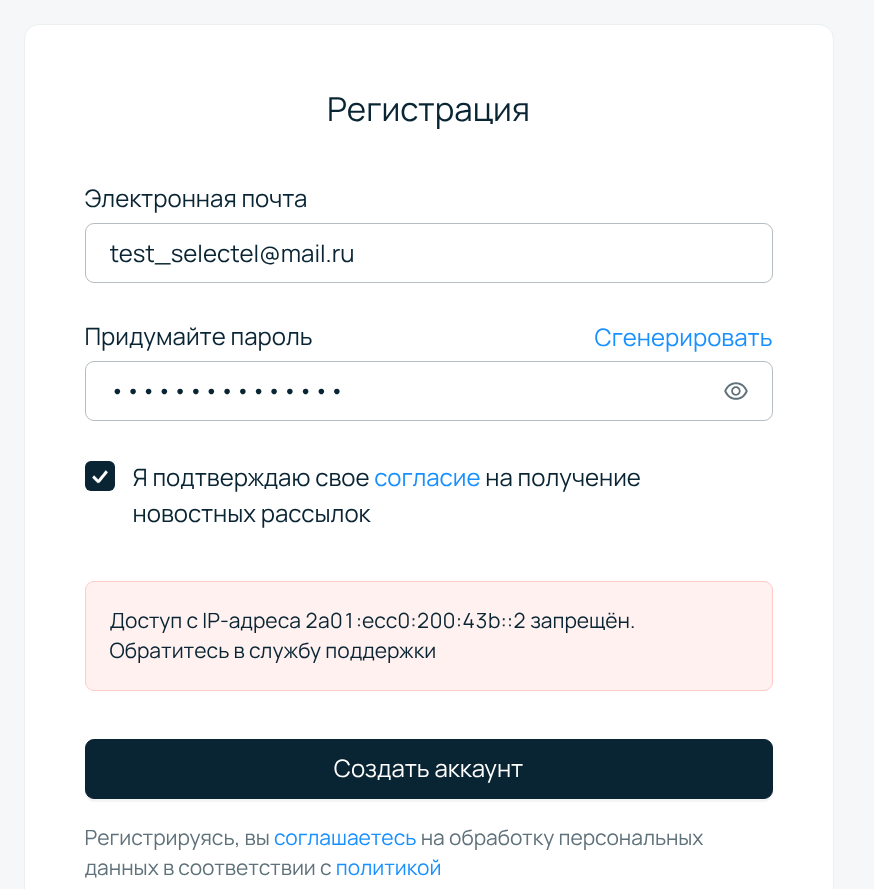 Регистрация
Электронная почта
test_selectel@mail.ru
Придумайте пароль Сгенерировать
•••••••••••••••
Я подтверждаю свое согласие на получение
новостных рассылок
Доступ с IP-адреса 2a01:ecc0:200:43b::2 запрещён.
Обратитесь в службу поддержки
Создать аккаунт
Регистрируясь, вы соглашаетесь на обработку персональных
данных в соответствии с политикой